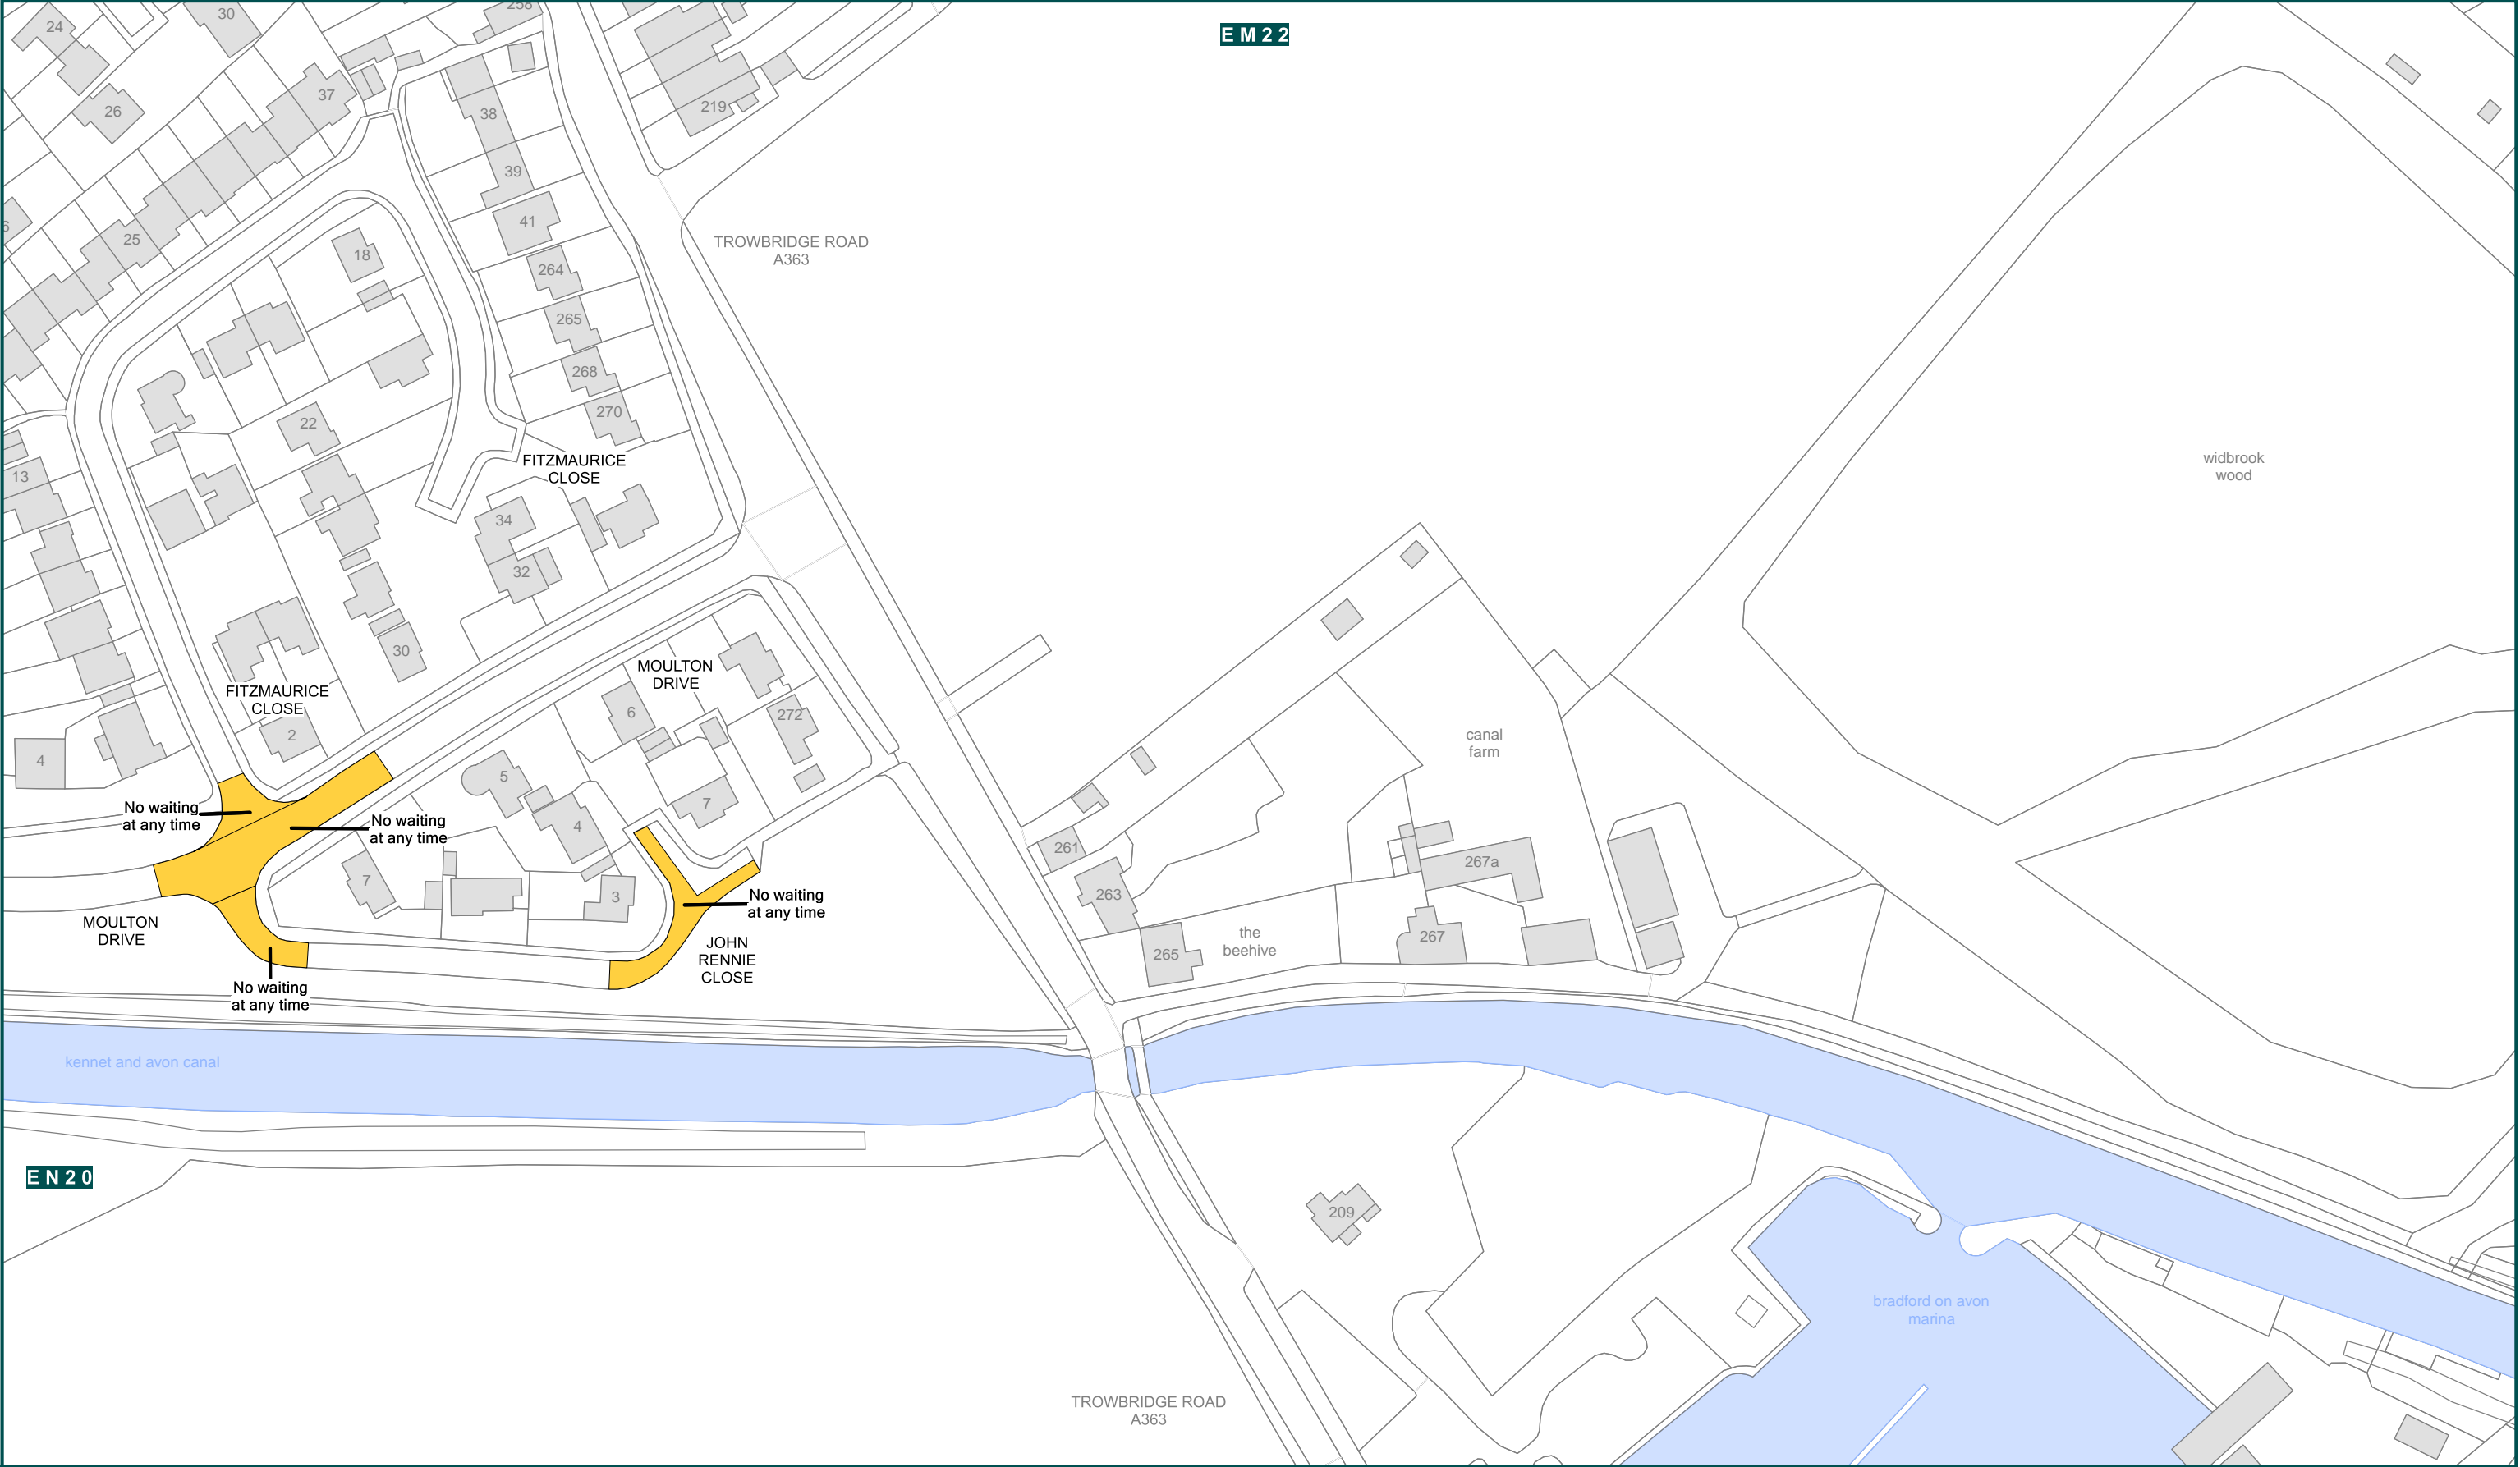 258
30
24
EM22
37
26
219
38
39
41
6
25
TROWBRIDGE ROAD
A363
18
264
265
268
270
22
FITZMAURICE
CLOSE
widbrook
wood
13
34
32
30
MOULTON
DRIVE
FITZMAURICE
CLOSE
6
272
2
canal
farm
4
5
7
No waiting
at any time
No waiting
at any time
4
261
267a
7
3
263
No waiting
at any time
MOULTON
DRIVE
JOHN
RENNIE
CLOSE
265
the
beehive
267
No waiting
at any time
kennet and avon canal
EN20
209
bradford on avon
marina
TROWBRIDGE ROAD
A363